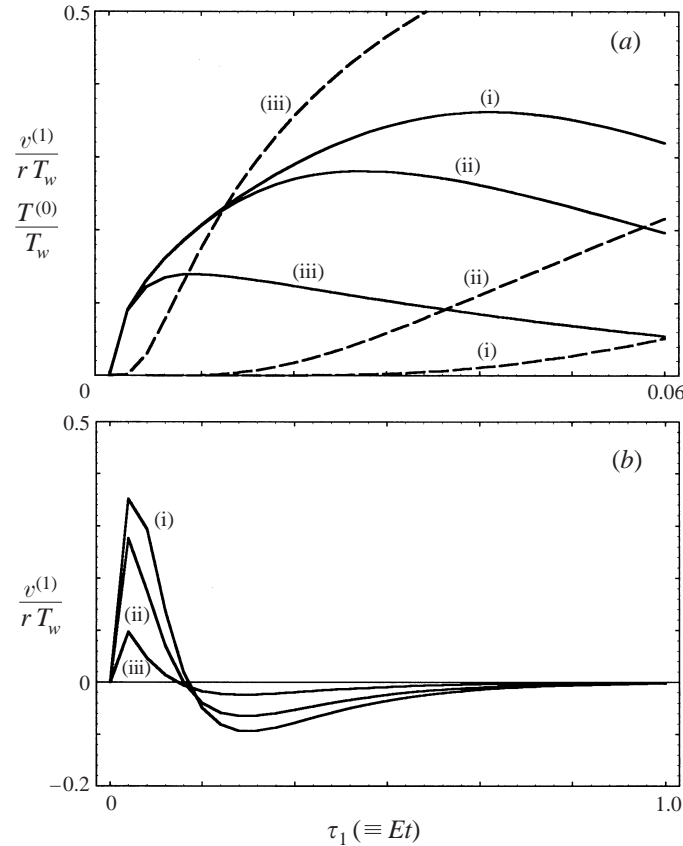 0.5
(a)
(iii)
(i)
v^(1)
r T_w
(ii)
T^(0)
T_w
(iii)
(ii)
(i)
0
0.06
0.5
(b)
(i)
v^(1)
r T_w
(ii)
(iii)
0
−0.2
0
1.0
τ_1 (≡ Et)